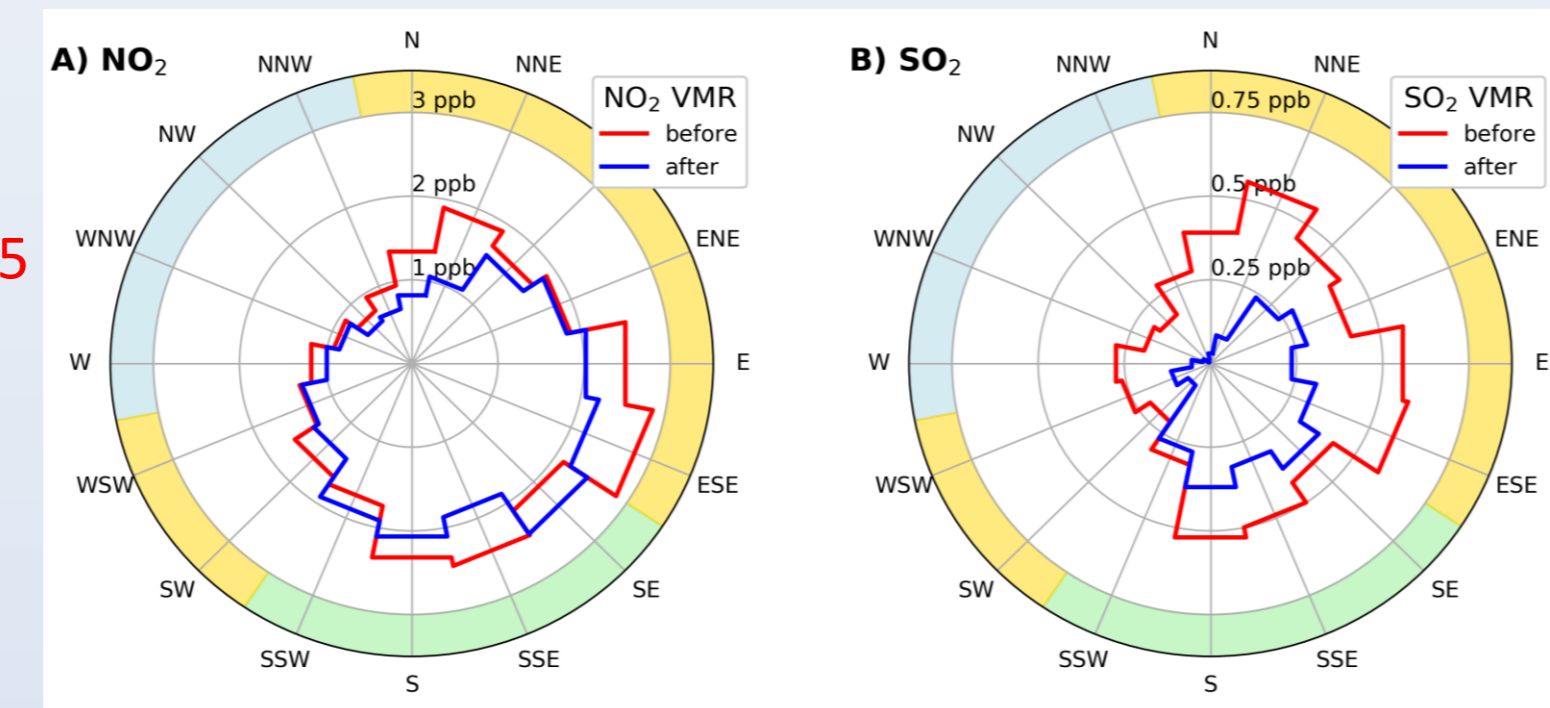 5
A) NO₂
N
NNW
NNE
NW
WNW
ENE
W
E
WSW
ESE
SW
SE
SSW
SSE
S
3 ppb
2 ppb
1 ppb
NO₂ VMR
before
after
B) SO₂
N
NNW
NNE
NW
WNW
ENE
W
E
WSW
ESE
SW
SE
SSW
SSE
S
0.75 ppb
0.5 ppb
0.25 ppb
SO₂ VMR
before
after